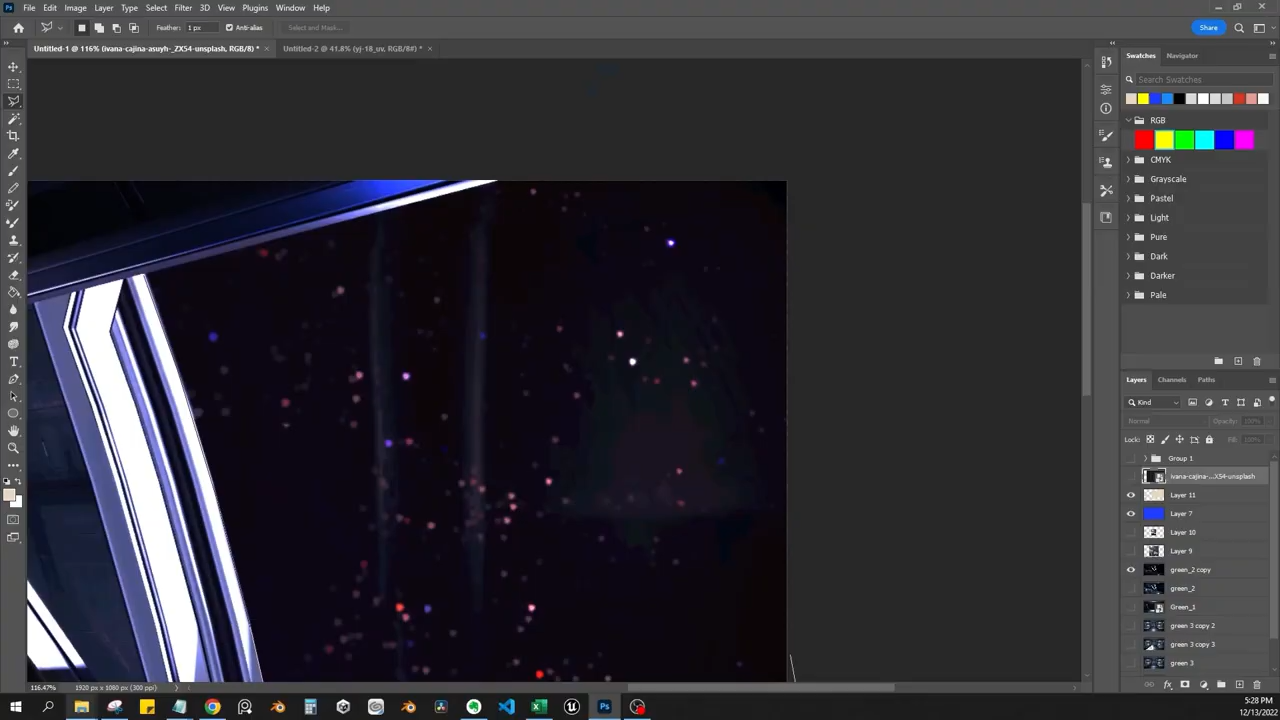 Ps File Edit Image Layer Type Select Filter 3D View Plugins Window Help
Feather: 1 px Anti-alias Select and Mask... Share
Untitled-1 @ 116% (ivana-cajina-asuyh-_ZX54-unsplash, RGB/8) * × Untitled-2 @ 41.8% (yj-18_uv, RGB/8#) * ×
Swatches Navigator
Search Swatches
RGB
CMYK
Grayscale
Pastel
Light
Pure
Dark
Darker
Pale
Layers Channels Paths
Kind
Normal Opacity: 100%
Lock: Fill: 100%
Group 1
ivana-cajina-...X54-unsplash
Layer 11
Layer 7
Layer 10
Layer 9
green_2 copy
green_2
Green_1
green 3 copy 2
green 3 copy 3
green 3
116.47% 1920 px x 1080 px (300 ppi)
5:28 PM
12/13/2022